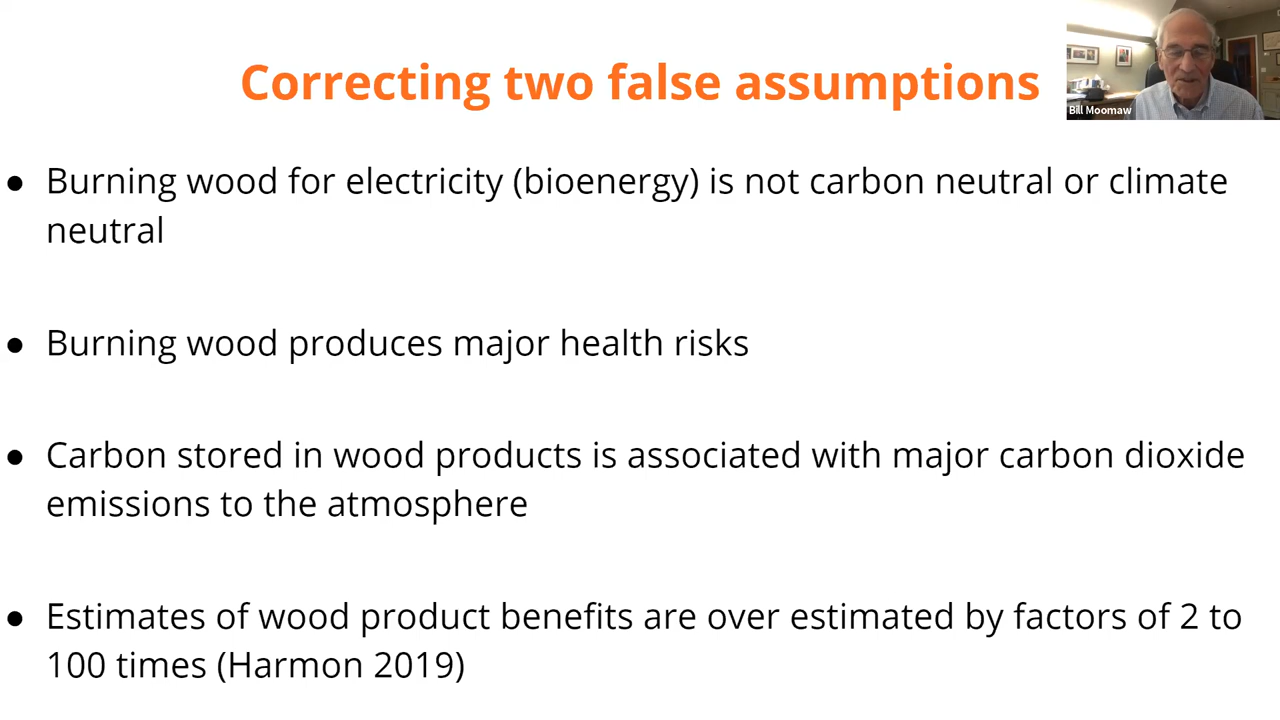 Correcting two false assumptions
Bill Moomaw
● Burning wood for electricity (bioenergy) is not carbon neutral or climate
neutral
● Burning wood produces major health risks
● Carbon stored in wood products is associated with major carbon dioxide
emissions to the atmosphere
● Estimates of wood product benefits are over estimated by factors of 2 to
100 times (Harmon 2019)